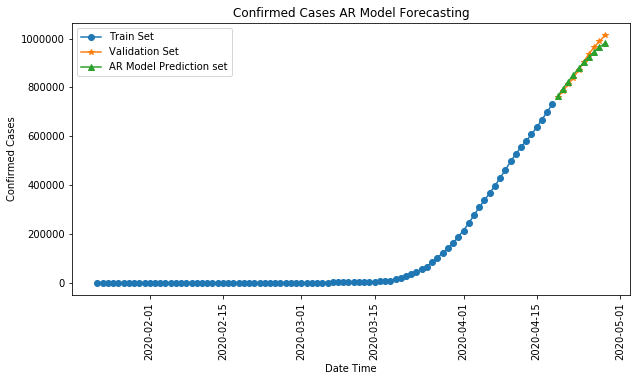 Confirmed Cases AR Model Forecasting
Train Set
Validation Set
AR Model Prediction set
Confirmed Cases
1000000
800000
600000
400000
200000
0
2020-02-01
2020-02-15
2020-03-01
2020-03-15
2020-04-01
2020-04-15
2020-05-01
Date Time